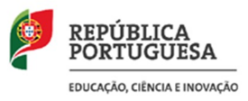 REPÚBLICA
PORTUGUESA
EDUCAÇÃO, CIÊNCIA E INOVAÇÃO